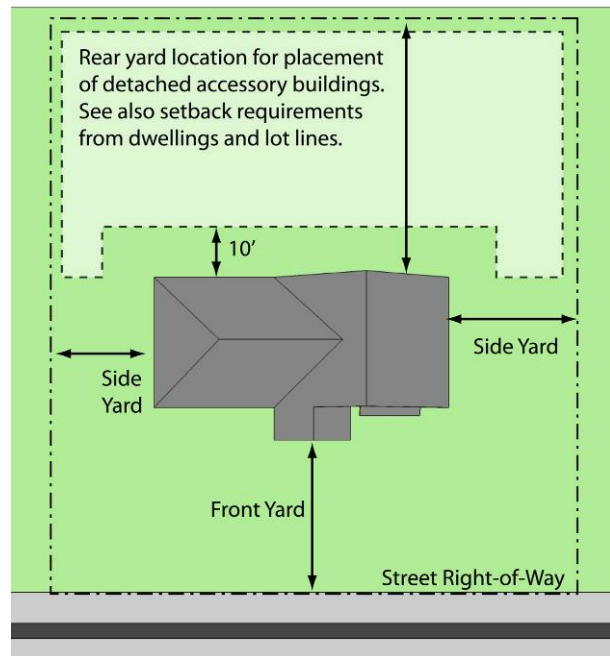 Rear yard location for placement
of detached accessory buildings.
See also setback requirements
from dwellings and lot lines.
10’
Side Yard
Side
Yard
Front Yard
Street Right-of-Way